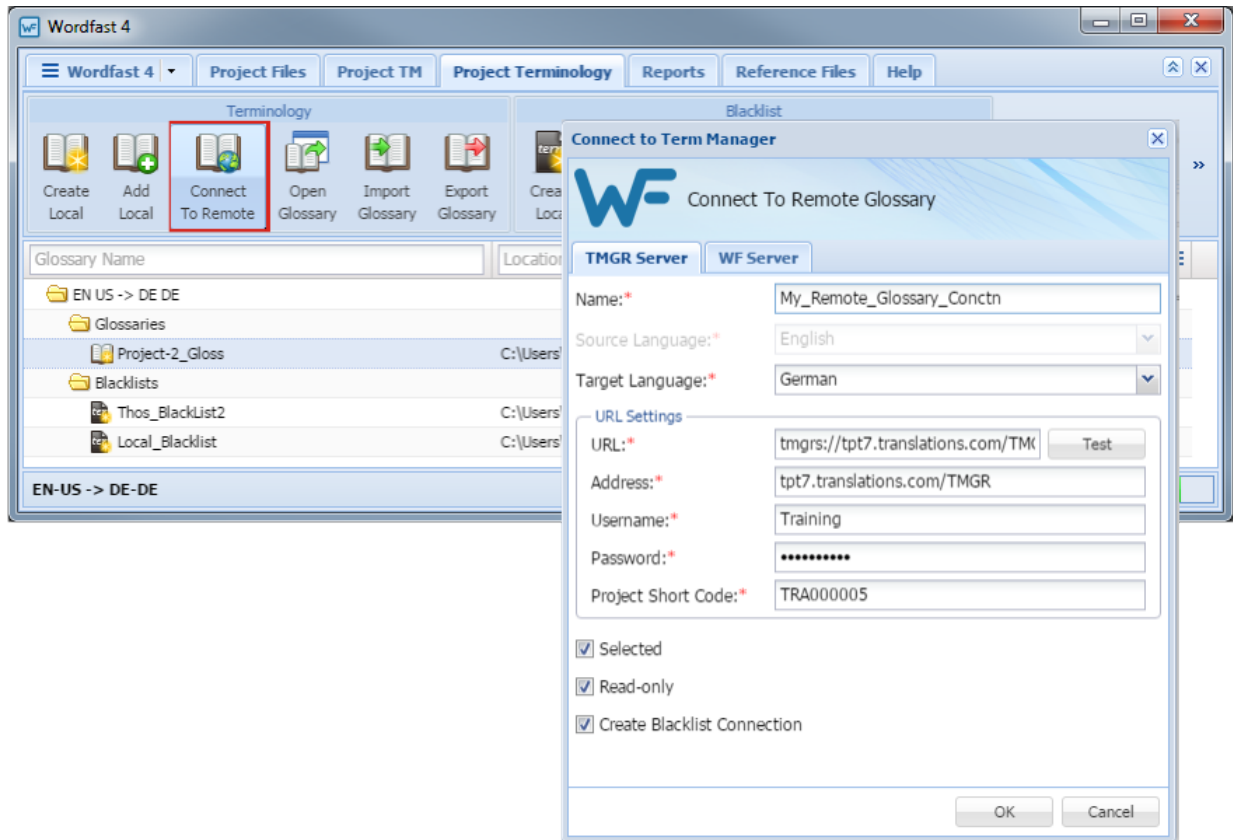 Wordfast 4
Wordfast 4 Project Files Project TM Project Terminology Reports Reference Files Help
Terminology Blacklist
Create Local
Add Local
Connect To Remote
Open Glossary
Import Glossary
Export Glossary
Glossary Name
EN US -> DE DE
Glossaries
Project-2_Gloss C:\Users\
Blacklists
Thos_BlackList2 C:\Users\
Local_Blacklist C:\Users\
EN-US -> DE-DE
Connect to Term Manager
WF Connect To Remote Glossary
TMGR Server WF Server
Name:* My_Remote_Glossary_Conctn
Source Language:* English
Target Language:* German
URL Settings
URL:* tmgrs://tpt7.translations.com/TM Test
Address:* tpt7.translations.com/TMGR
Username:* Training
Password:* ••••••••••
Project Short Code:* TRA000005
Selected
Read-only
Create Blacklist Connection
OK Cancel